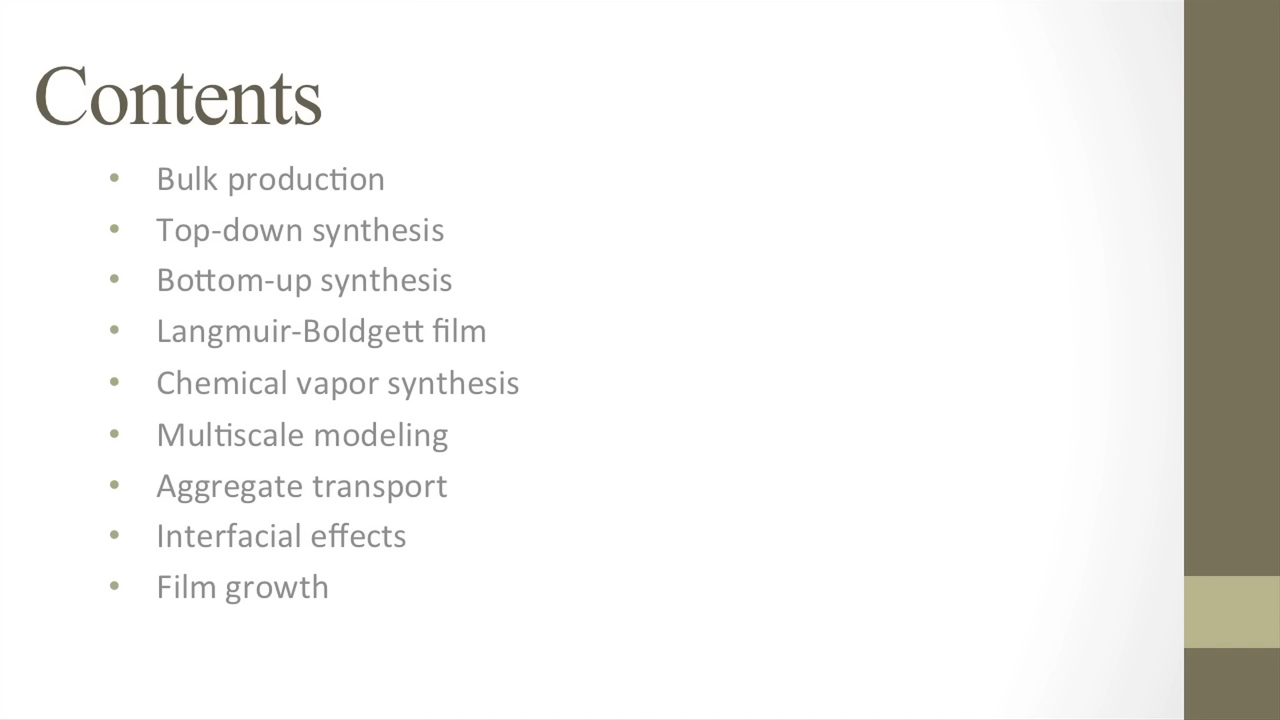 Contents
• Bulk production
• Top-down synthesis
• Bottom-up synthesis
• Langmuir-Boldgett film
• Chemical vapor synthesis
• Multiscale modeling
• Aggregate transport
• Interfacial effects
• Film growth